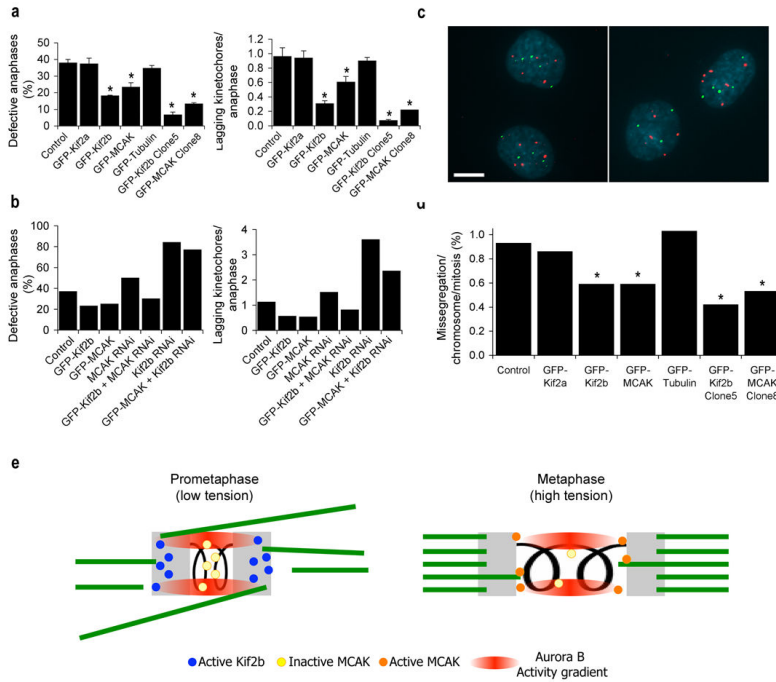 a
Defective anaphases
(%)
50
40
30
20
10
0
*
*
*
*
Control
GFP-Kif2a
GFP-Kif2b
GFP-MCAK
GFP-Tubulin
GFP-Kif2b Clone5
GFP-MCAK Clone8
Lagging kinetochores/
anaphase
1.2
1.0
0.8
0.6
0.4
0.2
0.0
*
*
*
*
Control
GFP-Kif2a
GFP-Kif2b
GFP-MCAK
GFP-Tubulin
GFP-Kif2b Clone5
GFP-MCAK Clone8
c
b
Defective anaphases
(%)
100
80
60
40
20
0
Control
GFP-Kif2b
GFP-MCAK
MCAK RNAi
GFP-Kif2b + MCAK RNAi
Kif2b RNAi
GFP-MCAK + Kif2b RNAi
Lagging kinetochores/
anaphase
4
3
2
1
0
Control
GFP-Kif2b
GFP-MCAK
MCAK RNAi
GFP-Kif2b + MCAK RNAi
Kif2b RNAi
GFP-MCAK + Kif2b RNAi
Missegregation/
chromosome/mitosis (%)
1.0
0.8
0.6
0.4
0.2
0.0
*
*
*
*
Control
GFP-
Kif2a
GFP-
Kif2b
GFP-
MCAK
GFP-
Tubulin
GFP-
Kif2b
Clone5
GFP-
MCAK
Clone8
e
Prometaphase
(low tension)
Metaphase
(high tension)
Active Kif2b
Inactive MCAK
Active MCAK
Aurora B
Activity gradient